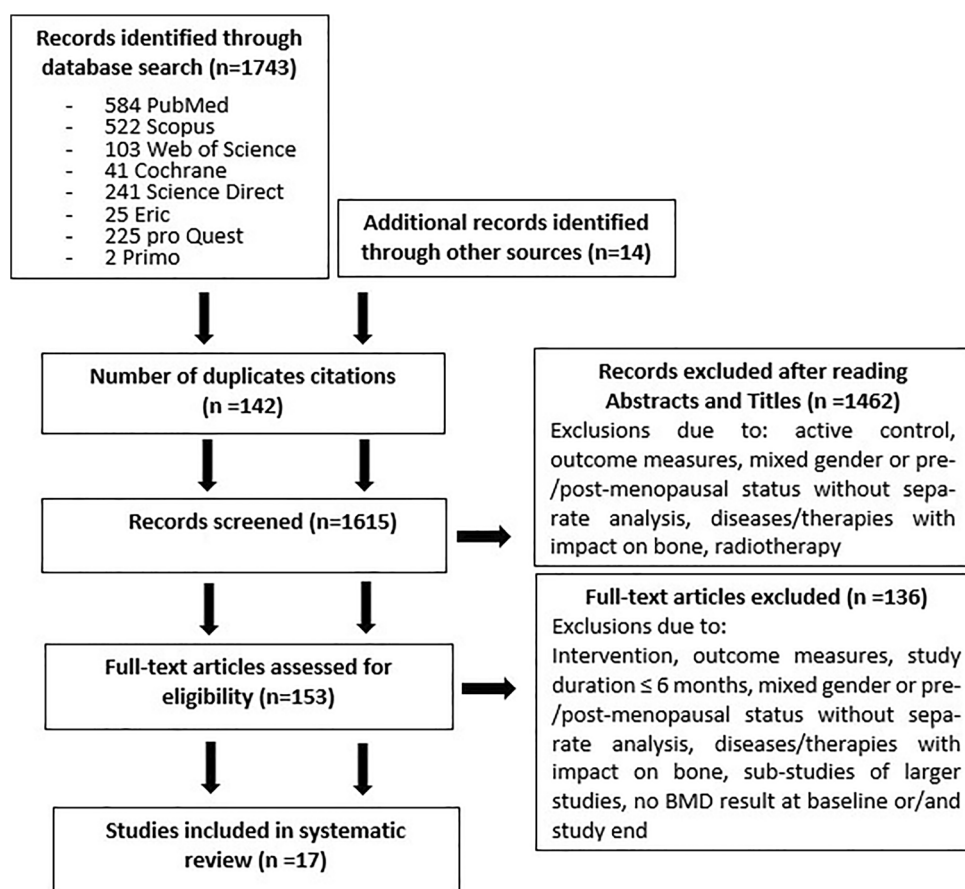 Records identified through
database search (n=1743)
- 584 PubMed
- 522 Scopus
- 103 Web of Science
- 41 Cochrane
- 241 Science Direct
- 25 Eric
- 225 pro Quest
- 2 Primo
Additional records identified
through other sources (n=14)
Number of duplicates citations
(n =142)
Records excluded after reading
Abstracts and Titles (n =1462)
Exclusions due to: active control,
outcome measures, mixed gender or pre-
/post-menopausal status without sepa-
rate analysis, diseases/therapies with
impact on bone, radiotherapy
Records screened (n=1615)
Full-text articles excluded (n =136)
Exclusions due to:
Intervention, outcome measures, study
duration ≤ 6 months, mixed gender or pre-
/post-menopausal status without sepa-
rate analysis, diseases/therapies with
impact on bone, sub-studies of larger
studies, no BMD result at baseline or/and
study end
Full-text articles assessed for
eligibility (n=153)
Studies included in systematic
review (n =17)